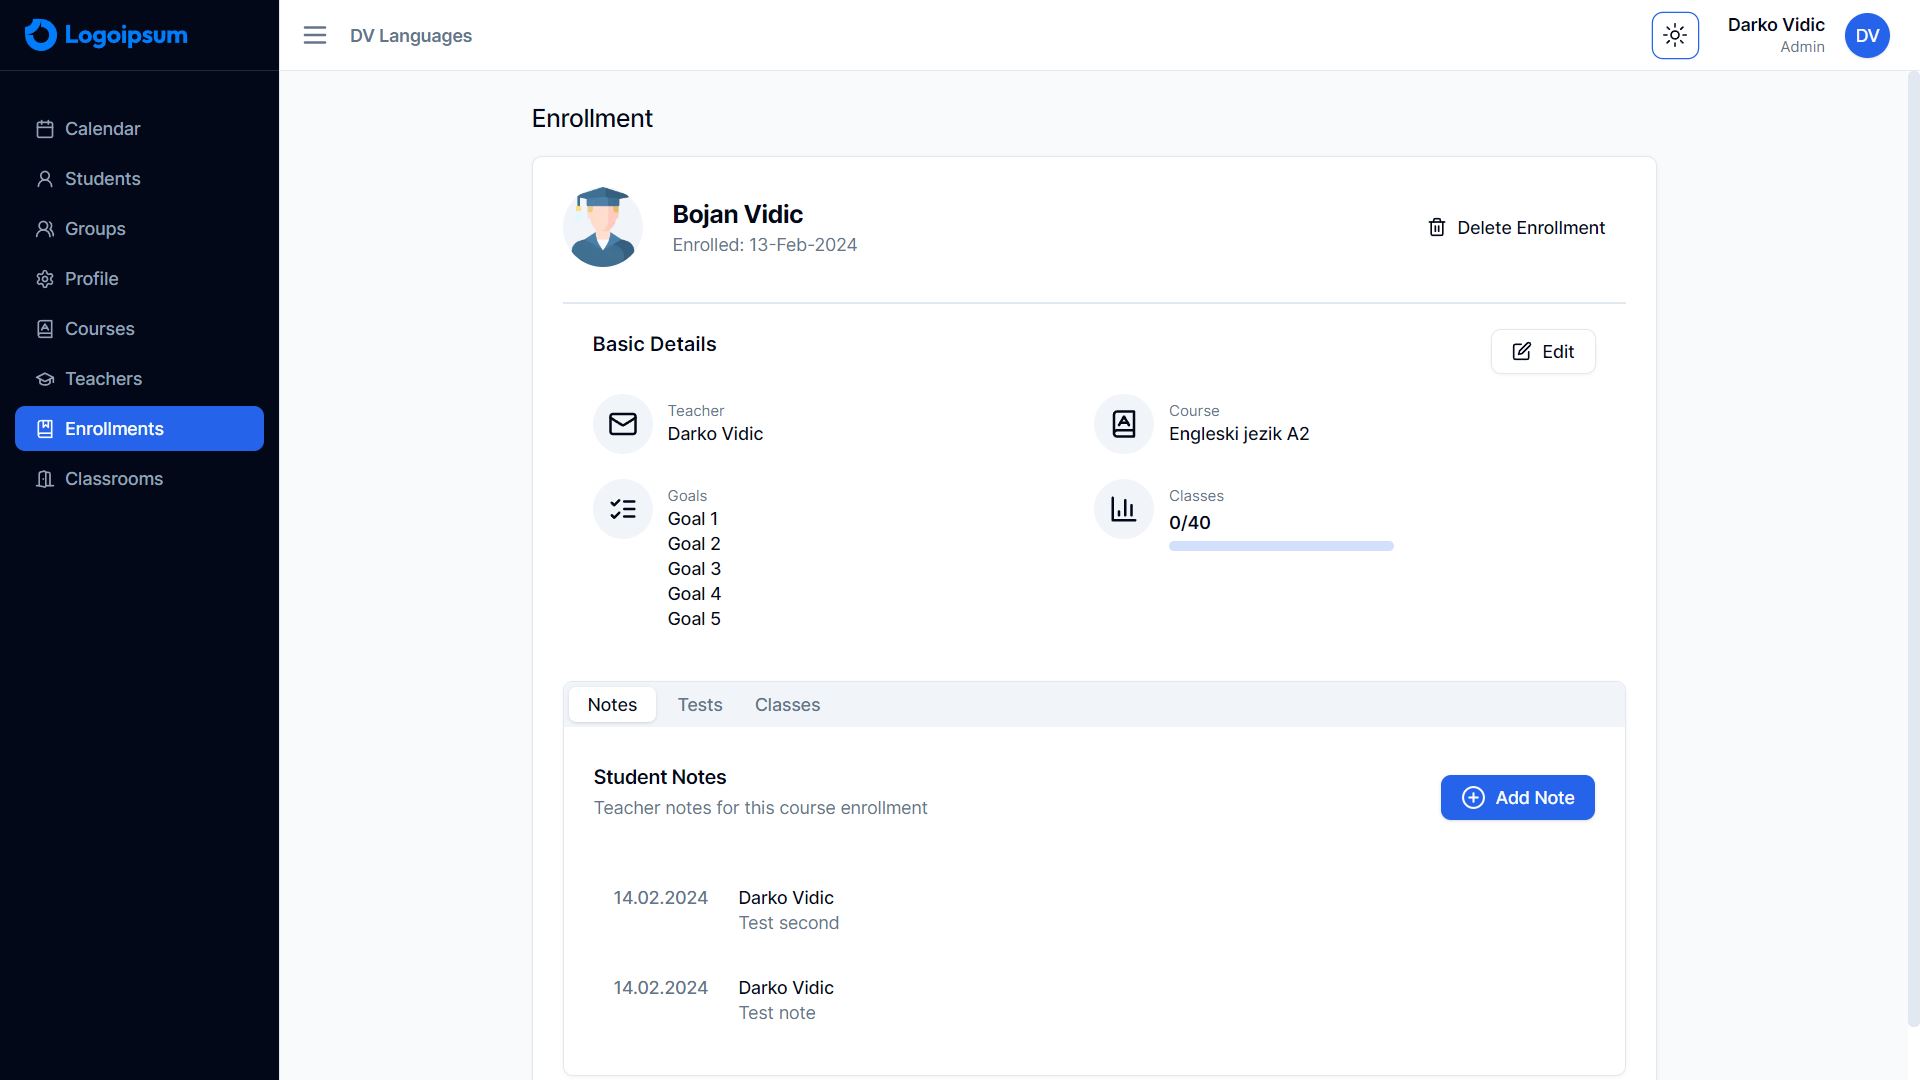 Logoipsum
DV Languages
Darko Vidic
Admin
DV
Calendar
Students
Groups
Profile
Courses
Teachers
Enrollments
Classrooms
Enrollment
Bojan Vidic
Enrolled: 13-Feb-2024
Delete Enrollment
Basic Details
Edit
Teacher
Darko Vidic
Course
Engleski jezik A2
Goals
Goal 1
Goal 2
Goal 3
Goal 4
Goal 5
Classes
0/40
Notes Tests Classes
Student Notes
Teacher notes for this course enrollment
Add Note
14.02.2024 Darko Vidic
Test second
14.02.2024 Darko Vidic
Test note